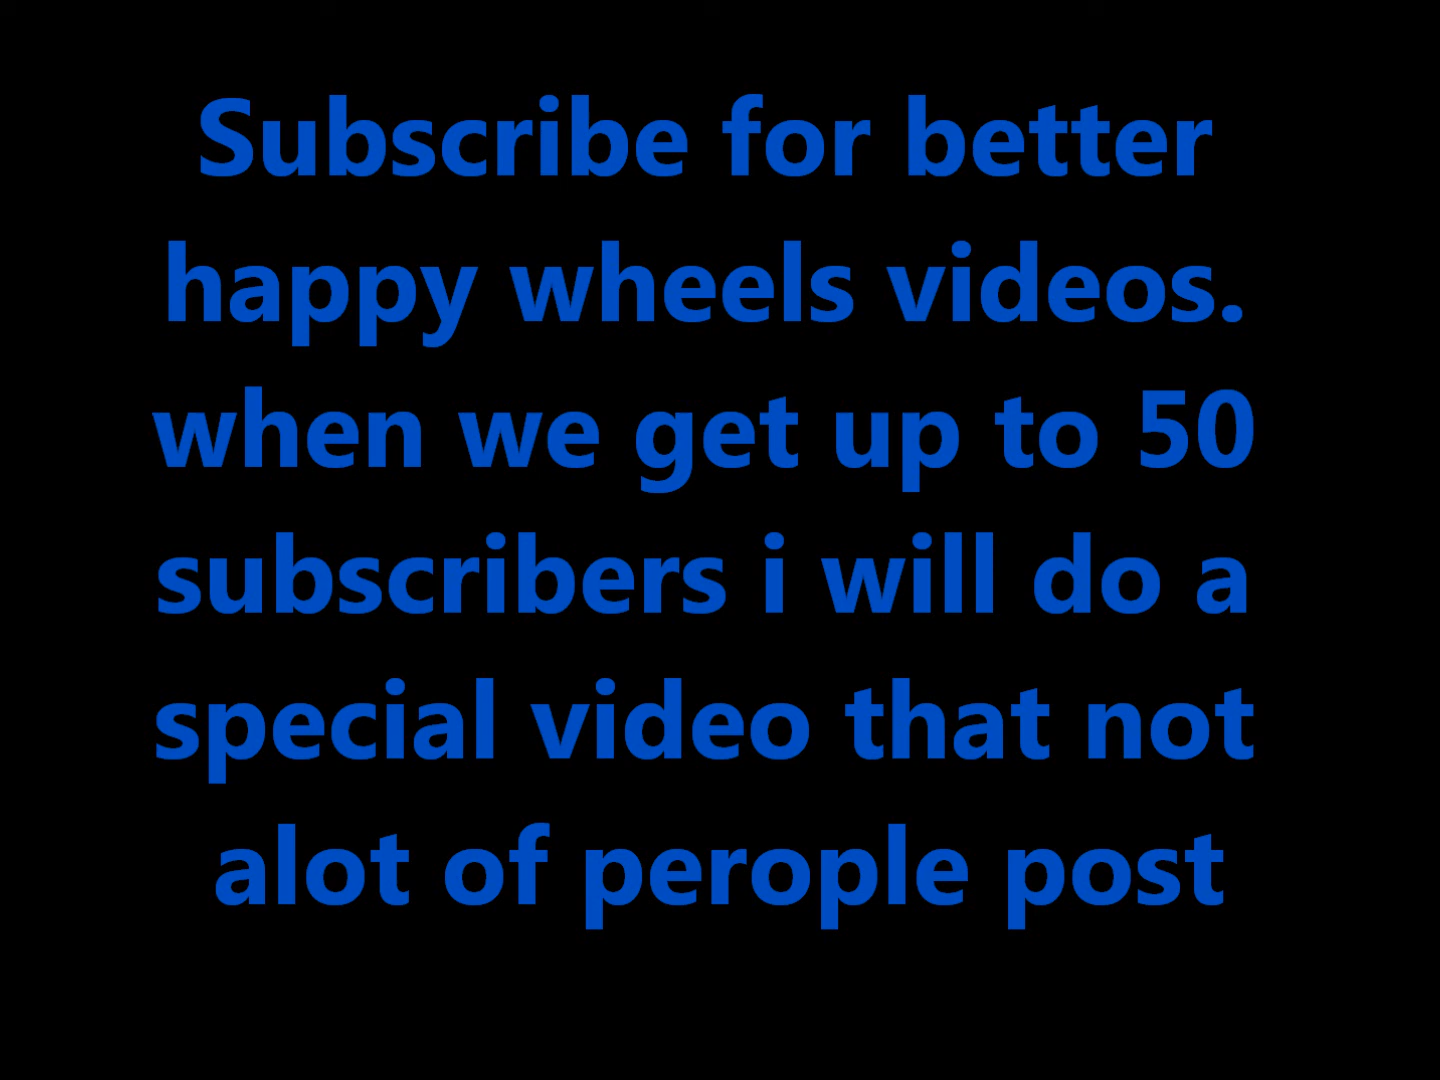 Subscribe for better
happy wheels videos.
when we get up to 50
subscribers i will do a
special video that not
alot of perople post